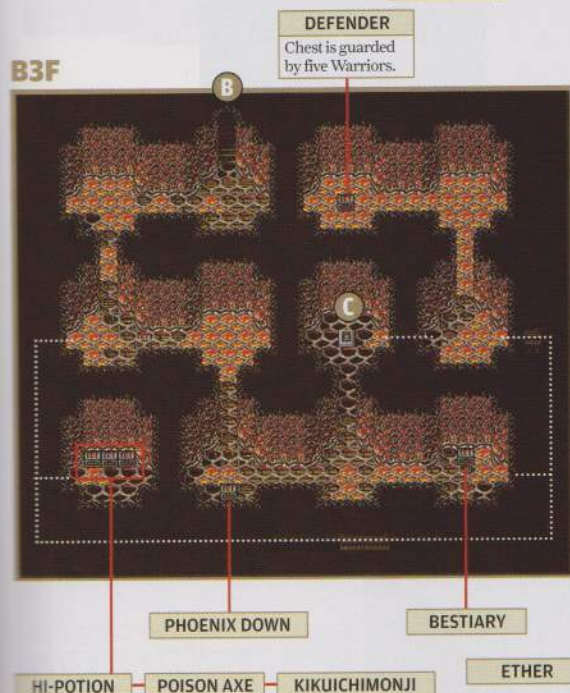 DEFENDER
Chest is guarded
by five Warriors.
B3F
B
C
PHOENIX DOWN
BESTIARY
HI-POTION
POISON AXE
KIKUICHIMONJI
ETHER